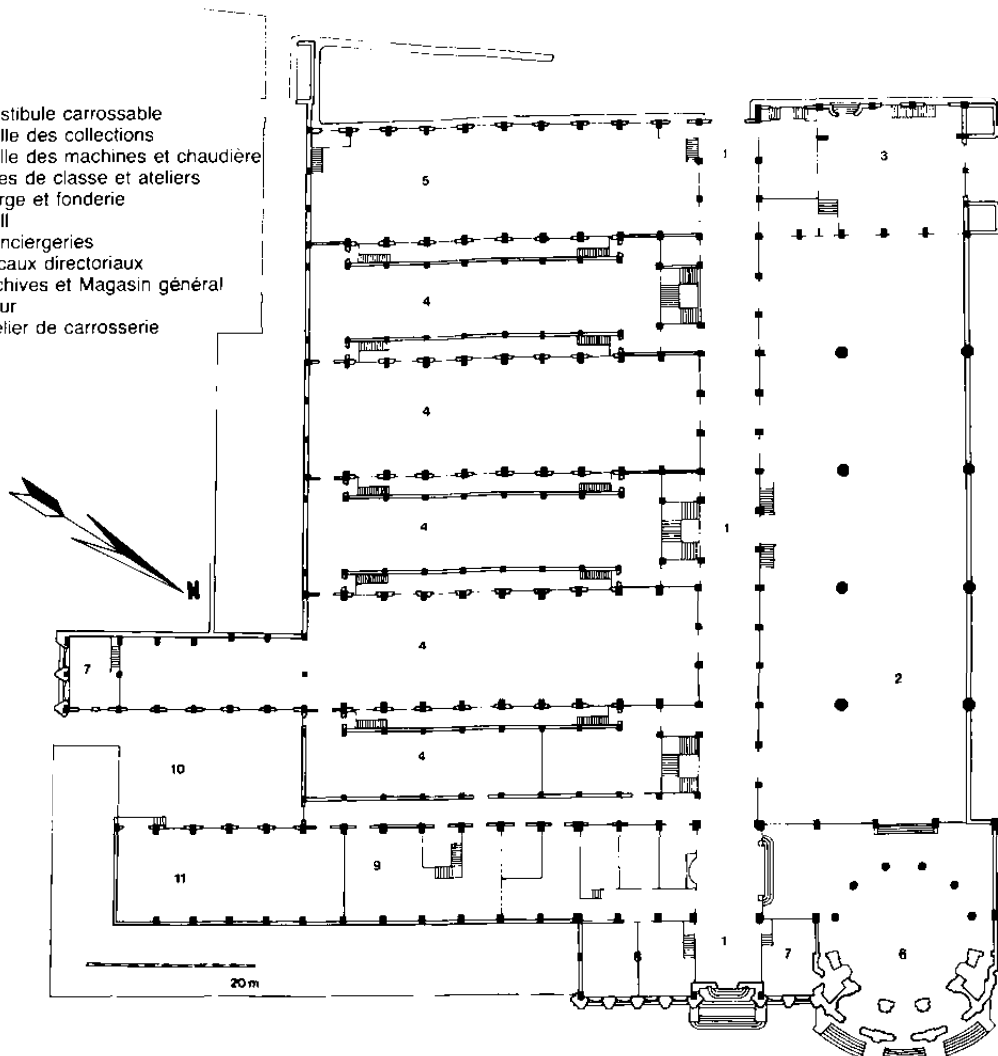 stibule carrossable
lle des collections
lle des machines et chaudière
es de classe et ateliers
rge et fonderie
ll
nciergeries
caux directoriaux
chives et Magasin général
ur
elier de carrosserie
1
3
5
4
4
4
1
N
4
7
2
4
10
11
9
1
7
6
20 m